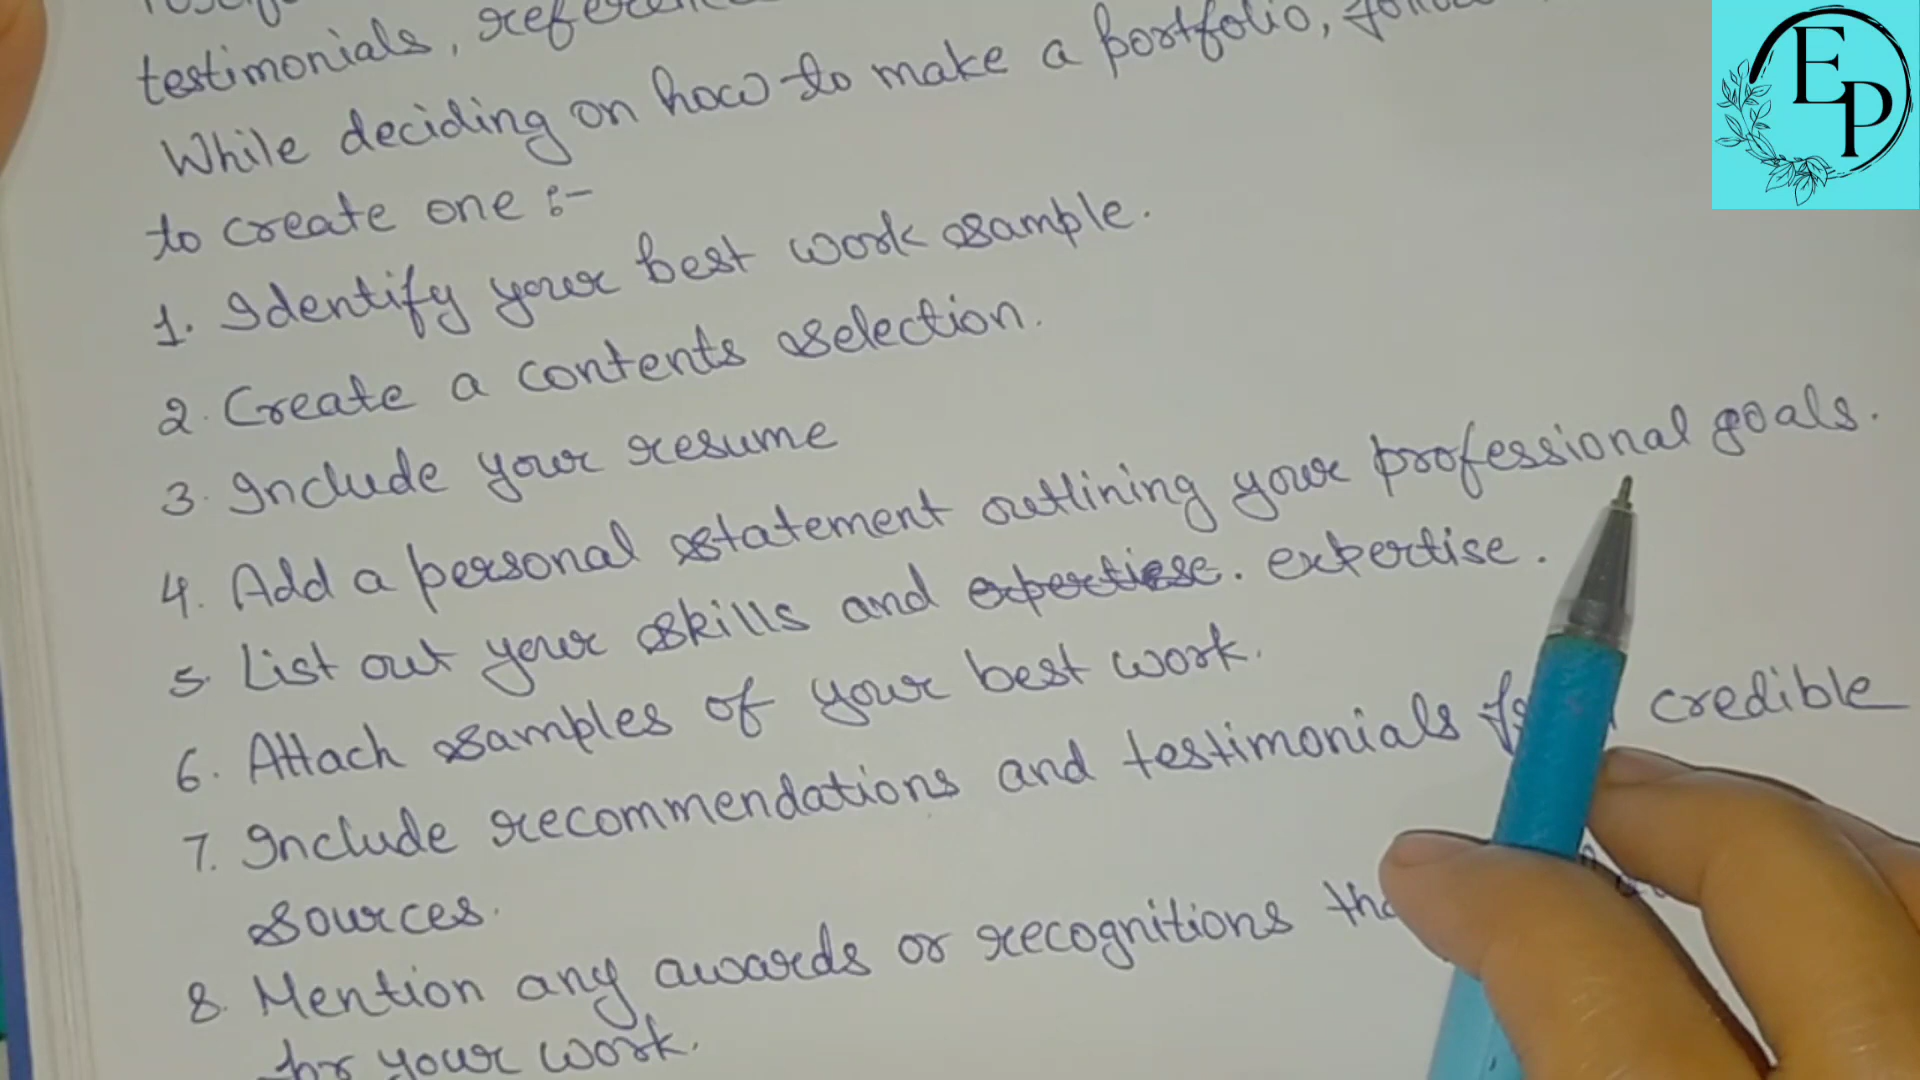 testimonials,
While deciding on how to make a portfolio,
to create one :-
1. Identify your best work sample.
2. Create a contents selection.
3. Include your resume
4. Add a personal statement outlining your professional goals.
5. List out your skills and expertiese. expertise.
6. Attach samples of your best work.
7. Include recommendations and testimonials credible
sources.
8. Mention any awards or recognitions
for your work.
EP